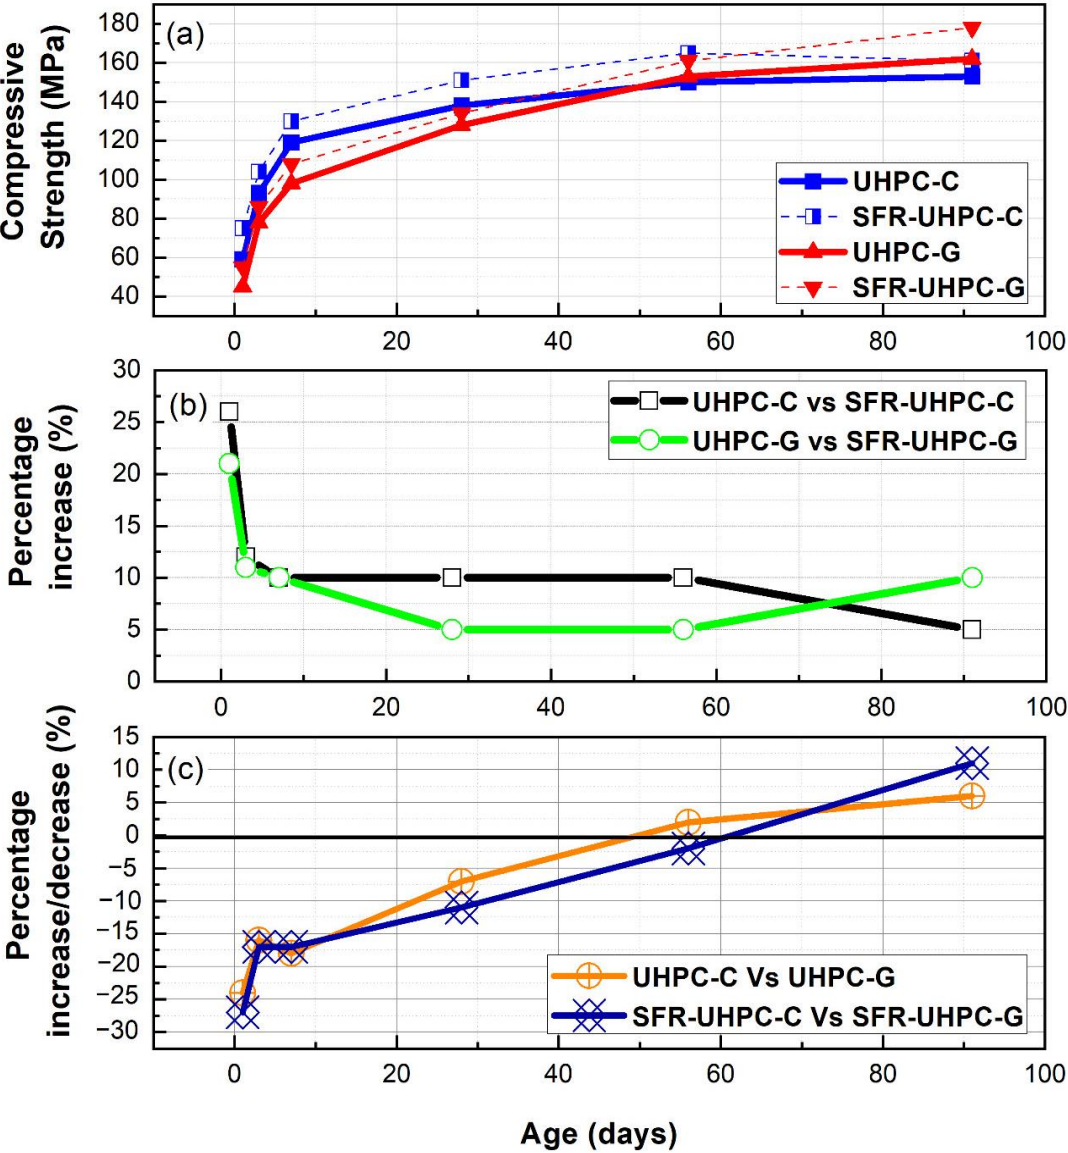 (a)
Compressive
Strength (MPa)
180
160
140
120
100
80
60
40
UHPC-C
SFR-UHPC-C
UHPC-G
SFR-UHPC-G
0 20 40 60 80 100
(b)
Percentage
increase (%)
30
25
20
15
10
5
0
UHPC-C vs SFR-UHPC-C
UHPC-G vs SFR-UHPC-G
0 20 40 60 80 100
(c)
Percentage
increase/decrease (%)
15
10
5
0
−5
−10
−15
−20
−25
−30
UHPC-C Vs UHPC-G
SFR-UHPC-C Vs SFR-UHPC-G
0 20 40 60 80 100
Age (days)